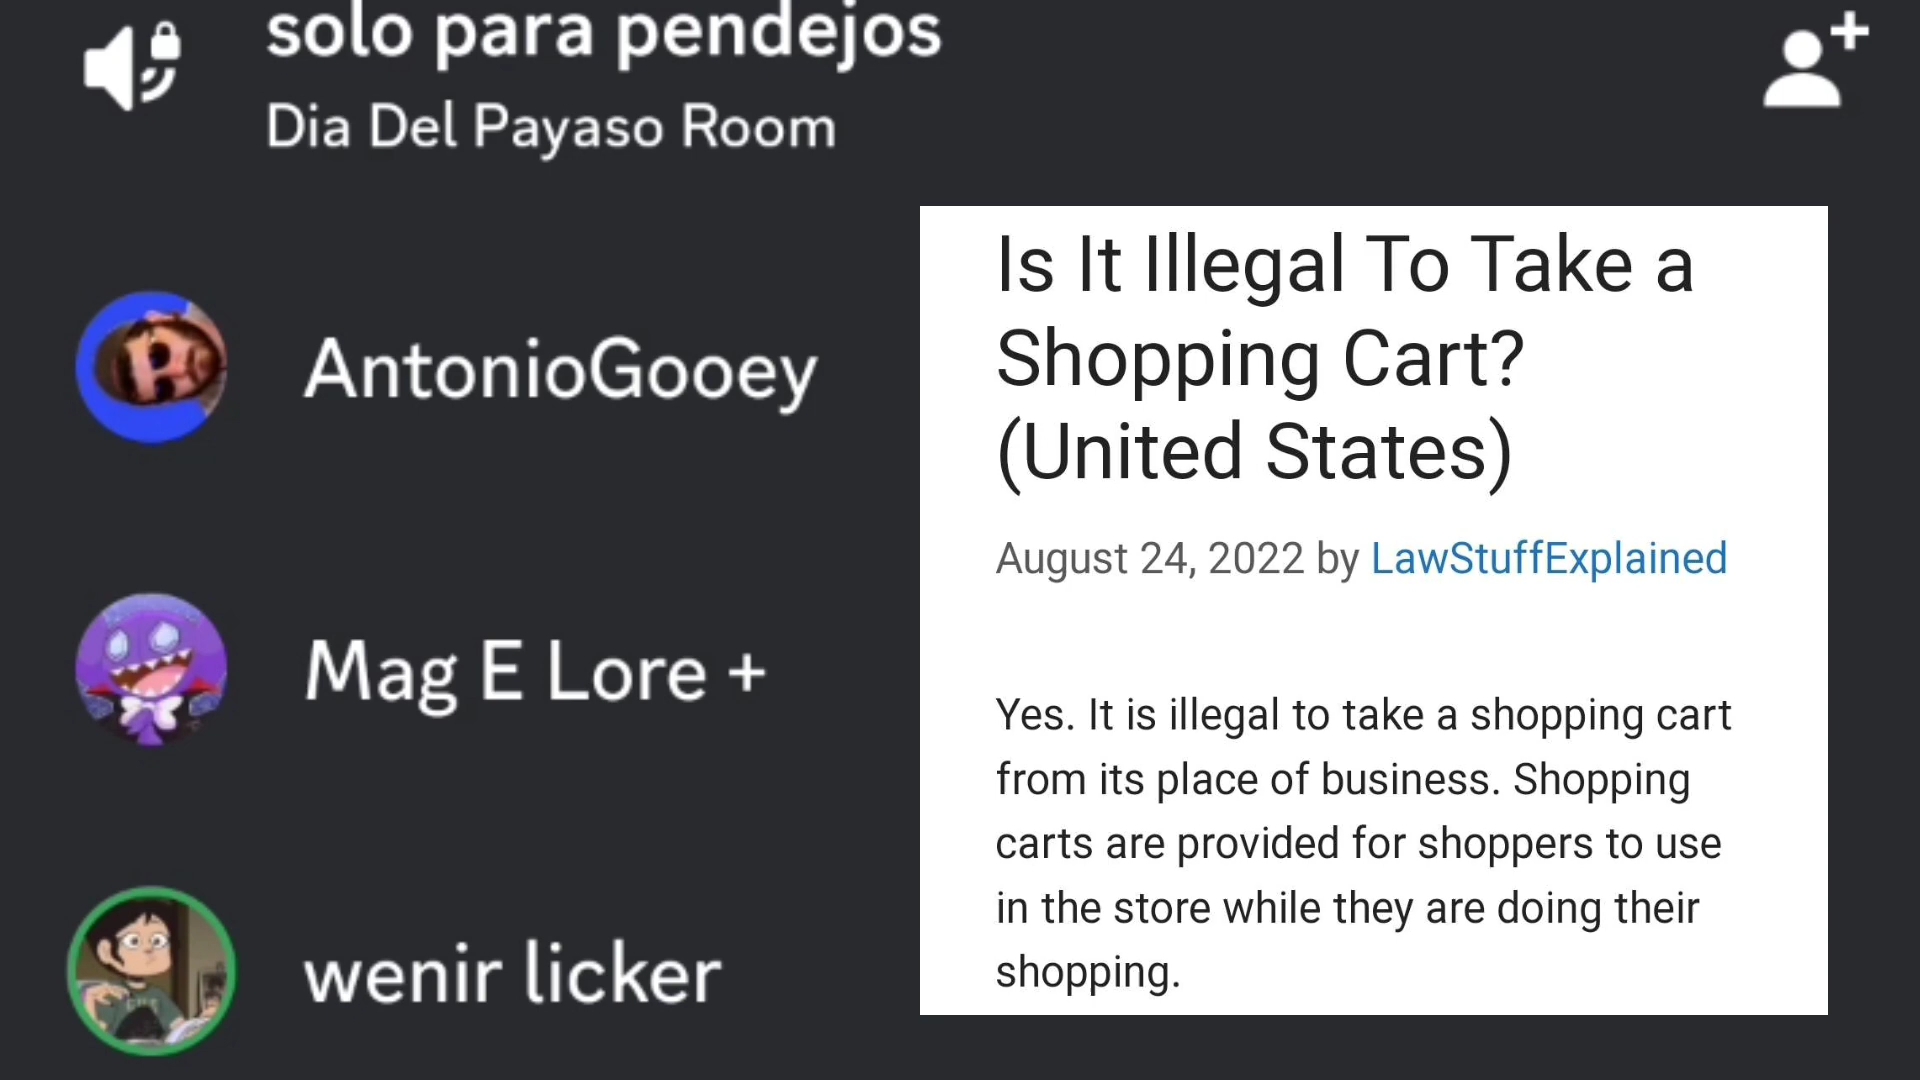 solo para pendejos
Dia Del Payaso Room
AntonioGooey
Mag E Lore +
wenir licker
Is It Illegal To Take a
Shopping Cart?
(United States)
August 24, 2022 by LawStuffExplained
Yes. It is illegal to take a shopping cart
from its place of business. Shopping
carts are provided for shoppers to use
in the store while they are doing their
shopping.